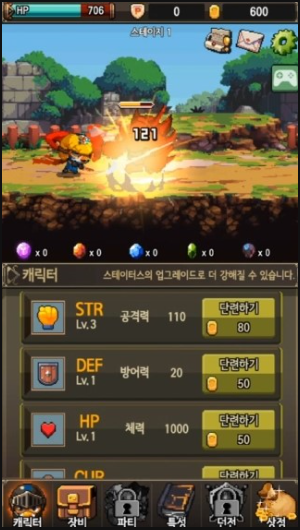 HP 706 0 600
스테이지 1
121
x 0 x 0 x 0 x 0 x 0
캐릭터 스테이터스의 업그레이드로 더 강해질 수 있습니다.
STR
Lv.3 공격력 110 단련하기
80
DEF
Lv.1 방어력 20 단련하기
50
HP
Lv.1 체력 1000 단련하기
50
단련하기
캐릭터 장비 파티 특성 던전 상점